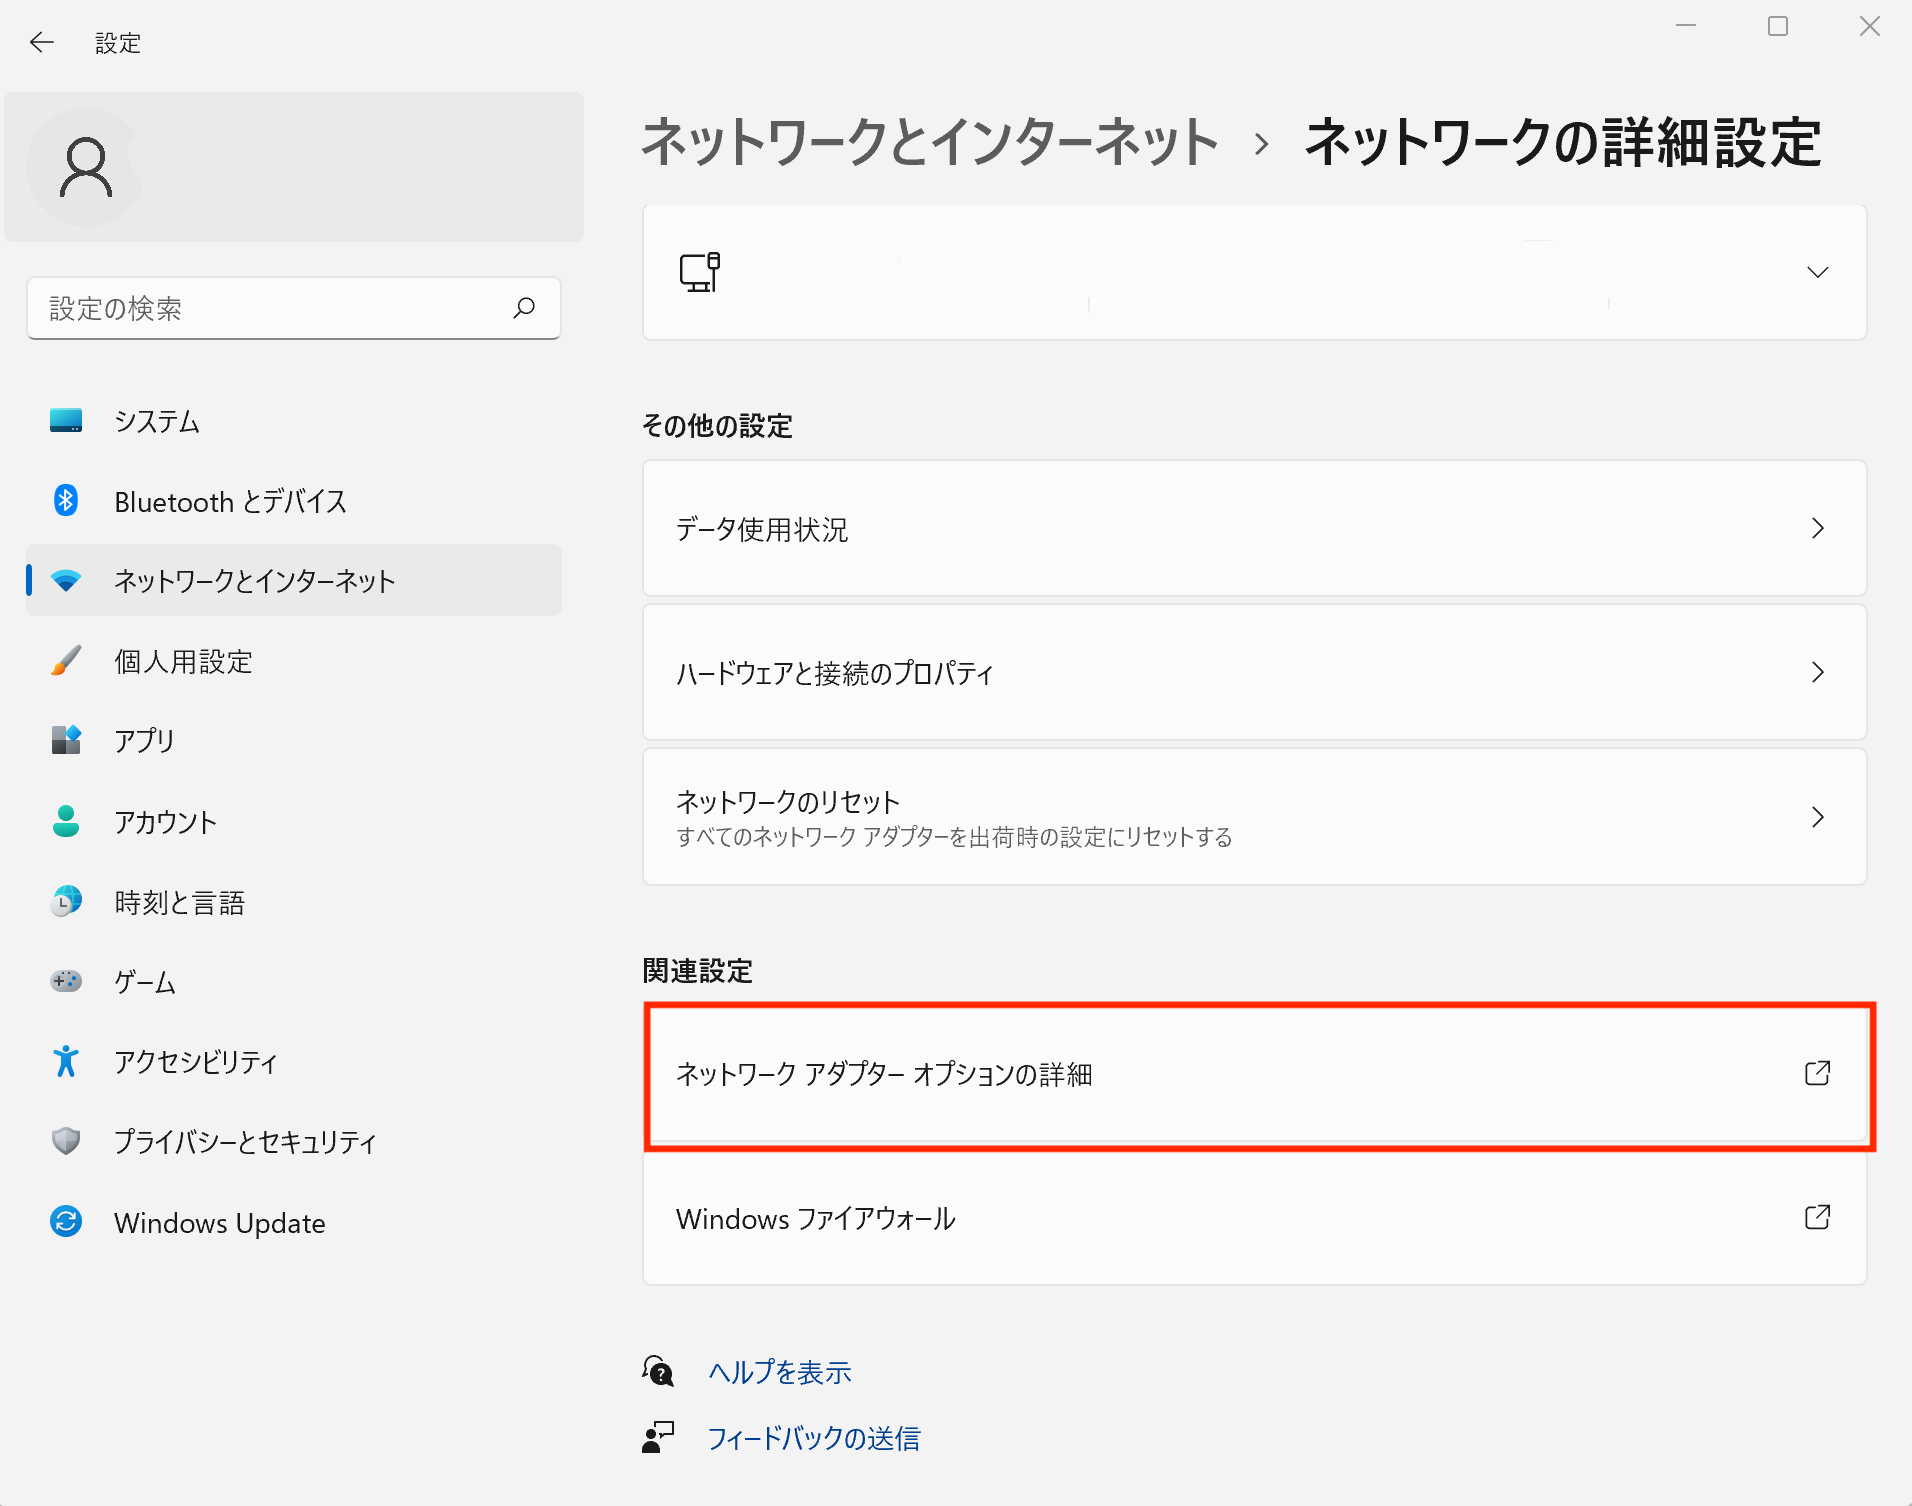 設定
設定の検索
システム
Bluetooth とデバイス
ネットワークとインターネット
個人用設定
アプリ
アカウント
時刻と言語
ゲーム
アクセシビリティ
プライバシーとセキュリティ
Windows Update
ネットワークとインターネット › ネットワークの詳細設定
その他の設定
データ使用状況
ハードウェアと接続のプロパティ
ネットワークのリセット
すべてのネットワーク アダプターを出荷時の設定にリセットする
関連設定
ネットワーク アダプター オプションの詳細
Windows ファイアウォール
ヘルプを表示
フィードバックの送信